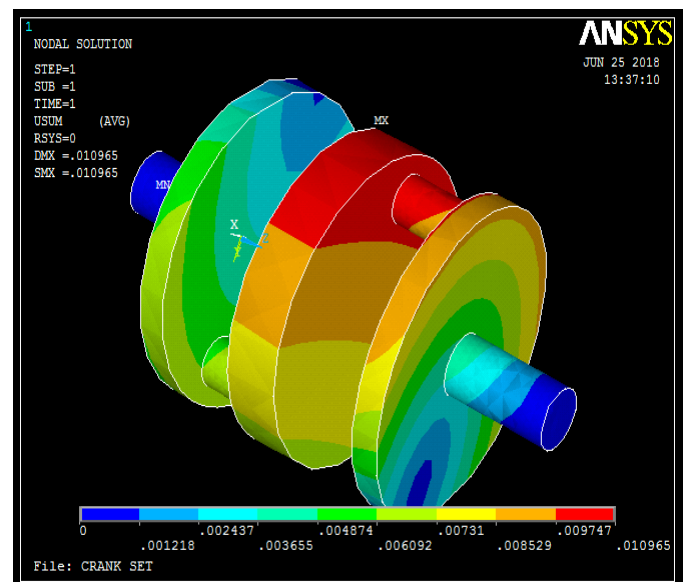 1
ANSYS
NODAL SOLUTION
JUN 25 2018
13:37:10
STEP=1
SUB =1
TIME=1
USUM (AVG)
RSYS=0
DMX =.010965
SMX =.010965
MX
MN
X
Z
Y
0 .002437 .004874 .00731 .009747
.001218 .003655 .006092 .008529 .010965
File: CRANK SET